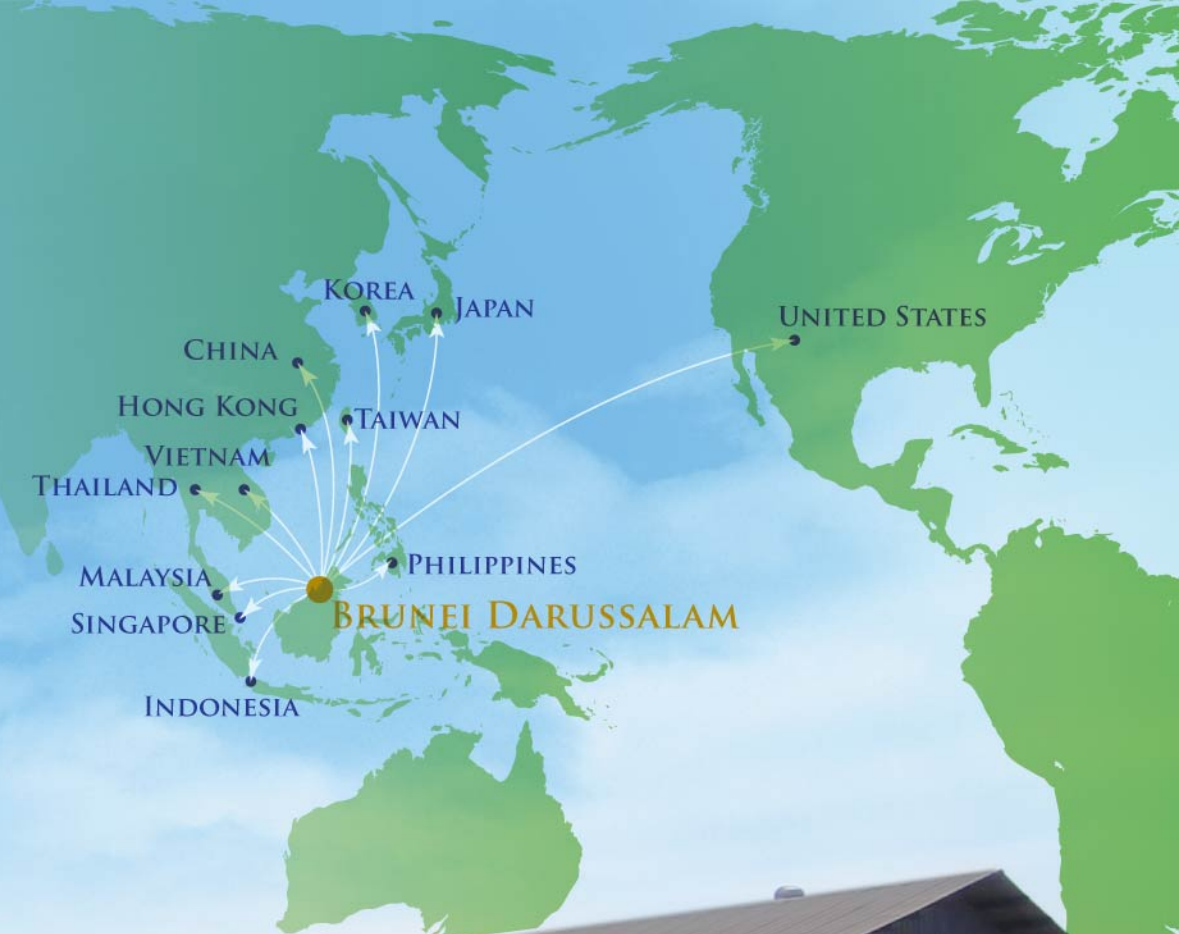 KOREA
JAPAN
UNITED STATES
CHINA
HONG KONG
TAIWAN
VIETNAM
THAILAND
PHILIPPINES
MALAYSIA
BRUNEI DARUSSALAM
SINGAPORE
INDONESIA